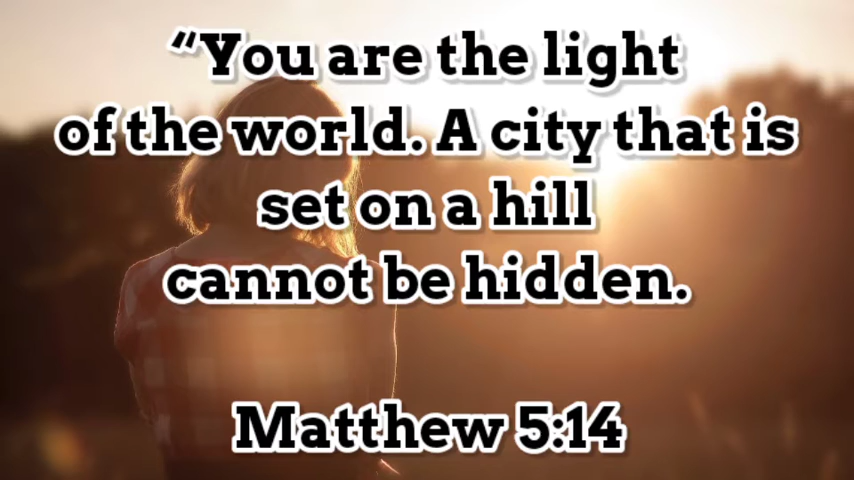 “You are the light
of the world. A city that is
set on a hill
cannot be hidden.
Matthew 5:14